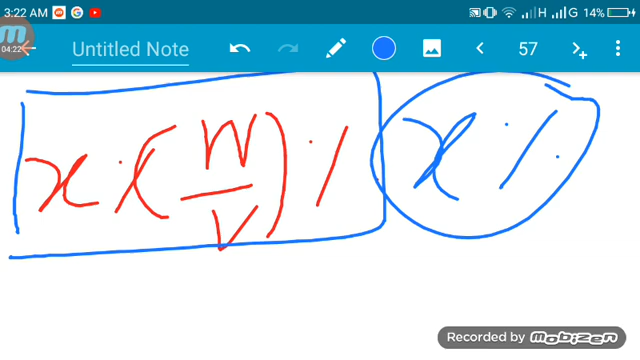 3:22 AM H G 14%
04:22 Untitled Note 57
x % (W/V) % x %
Recorded by mobizen